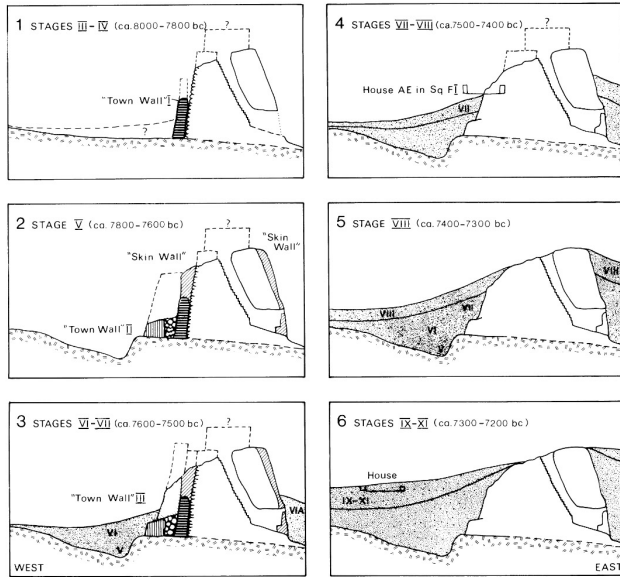 1 STAGES III-IV (ca. 8000-7800 bc)
?
"Town Wall" I
?
2 STAGE V (ca. 7800-7600 bc)
?
"Skin Wall"
"Skin Wall"
"Town Wall" II
3 STAGES VI-VII (ca. 7600-7500 bc)
?
"Town Wall" III
VI
V
VIA
WEST
4 STAGES VII-VIII (ca. 7500-7400 bc)
?
House AE in Sq FI
VII
5 STAGE VIII (ca. 7400-7300 bc)
VIII
VIII
VII
VI
V
6 STAGES IX-XI (ca. 7300-7200 bc)
House
IX-XI
EAST